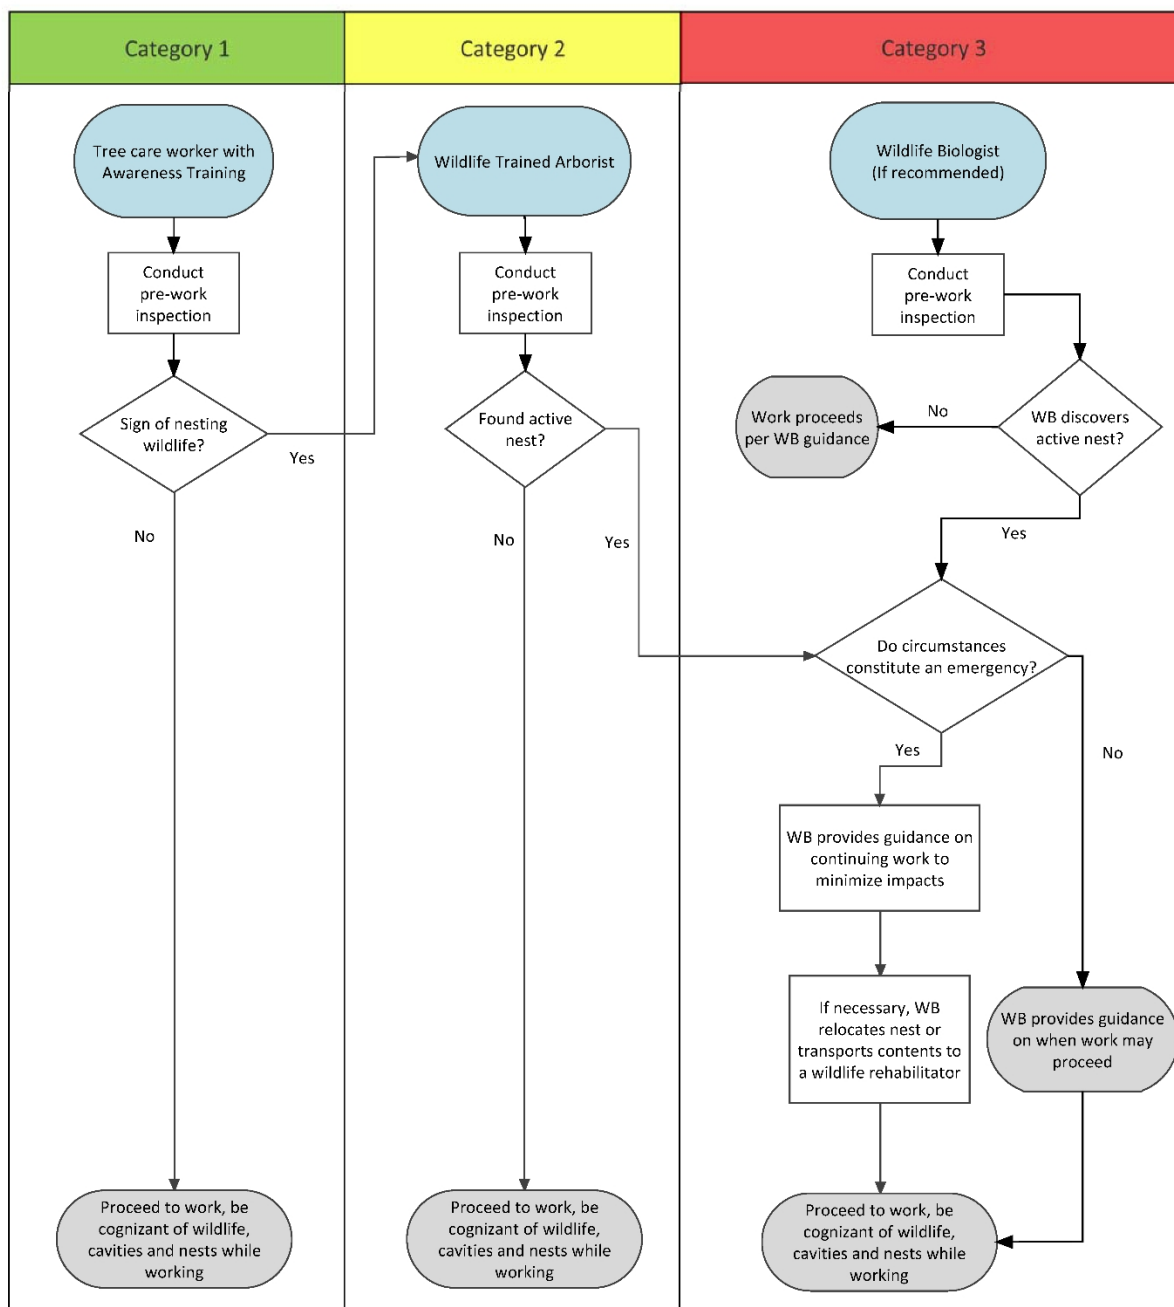 Category 1
Category 2
Category 3
Tree care worker with
Awareness Training
Conduct
pre-work
inspection
Sign of nesting
wildlife?
Yes
No
Proceed to work, be
cognizant of wildlife,
cavities and nests while
working
Wildlife Trained Arborist
Conduct
pre-work
inspection
Found active
nest?
No
Yes
Proceed to work, be
cognizant of wildlife,
cavities and nests while
working
Wildlife Biologist
(If recommended)
Conduct
pre-work
inspection
WB discovers
active nest?
No
Work proceeds
per WB guidance
Yes
Do circumstances
constitute an emergency?
Yes
No
WB provides guidance on
continuing work to
minimize impacts
If necessary, WB
relocates nest or
transports contents to
a wildlife rehabilitator
WB provides guidance
on when work may
proceed
Proceed to work, be
cognizant of wildlife,
cavities and nests while
working